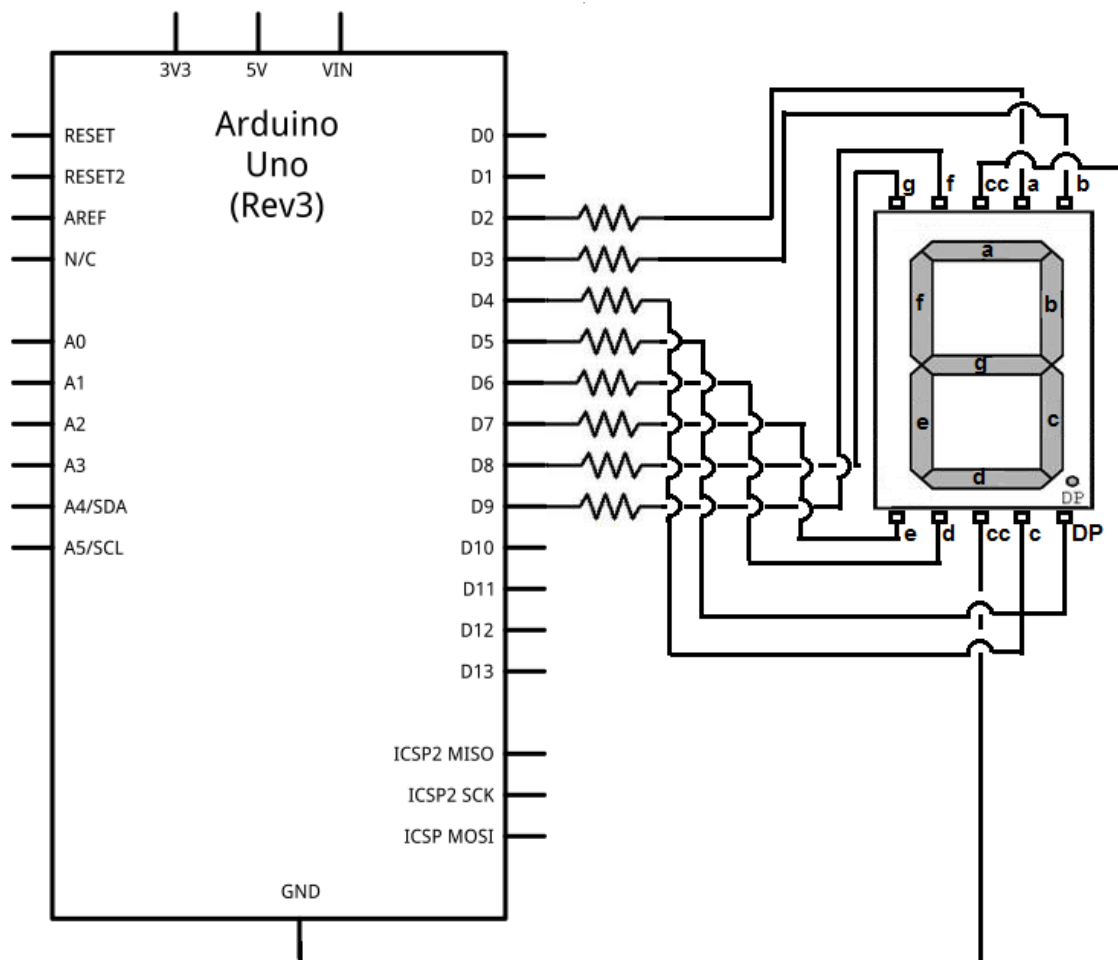 3V3 5V VIN
Arduino
Uno
(Rev3)
RESET
RESET2
AREF
N/C
A0
A1
A2
A3
A4/SDA
A5/SCL
D0
D1
D2
D3
D4
D5
D6
D7
D8
D9
D10
D11
D12
D13
ICSP2 MISO
ICSP2 SCK
ICSP MOSI
GND
g f cc a b
a
f b
g
e c
d
DP
e d cc c DP